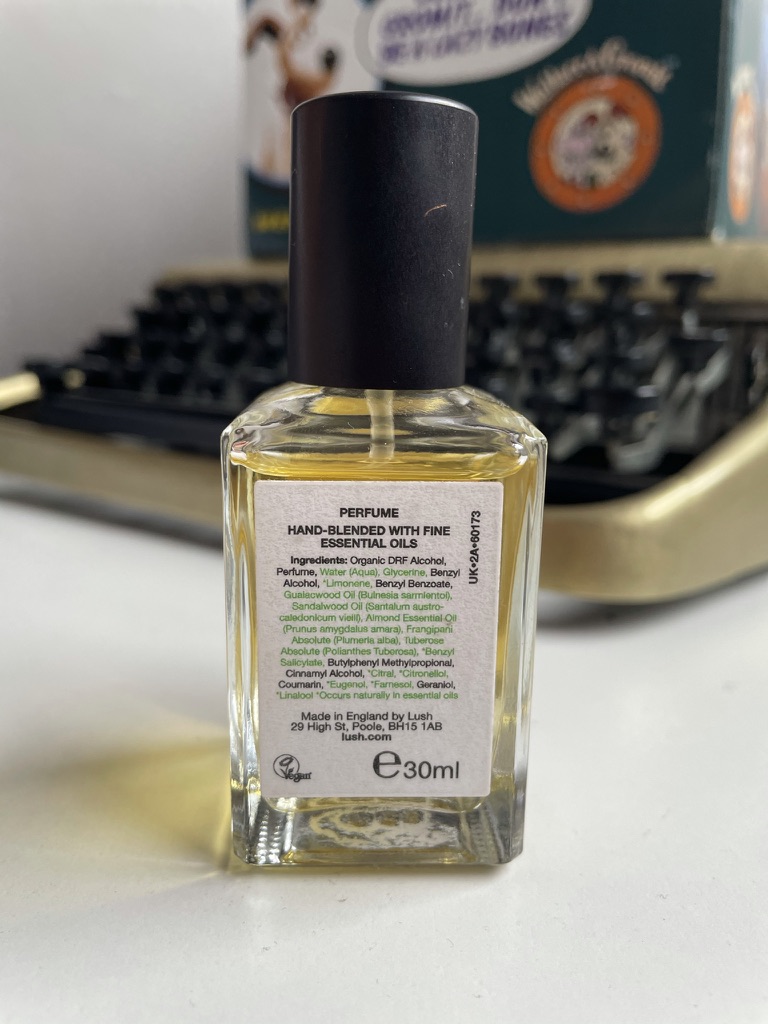 Wallace & Gromit
PERFUME
HAND-BLENDED WITH FINE
ESSENTIAL OILS
Ingredients: Organic DRF Alcohol,
Perfume, Water (Aqua), Glycerine, Benzyl
Alcohol, *Limonene, Benzyl Benzoate,
Guaiacwood Oil (Bulnesia sarmientoi),
Sandalwood Oil (Santalum austro-
caledonicum vieill), Almond Essential Oil
(Prunus amygdalus amara), Frangipani
Absolute (Plumeria alba), Tuberose
Absolute (Polianthes Tuberosa), *Benzyl
Salicylate, Butylphenyl Methylpropional,
Cinnamyl Alcohol, *Citral, *Citronellol,
Coumarin, *Eugenol, *Farnesol, Geraniol,
*Linalool *Occurs naturally in essential oils
UK•2A•60173
Made in England by Lush
29 High St, Poole, BH15 1AB
lush.com
Vegan
e30ml